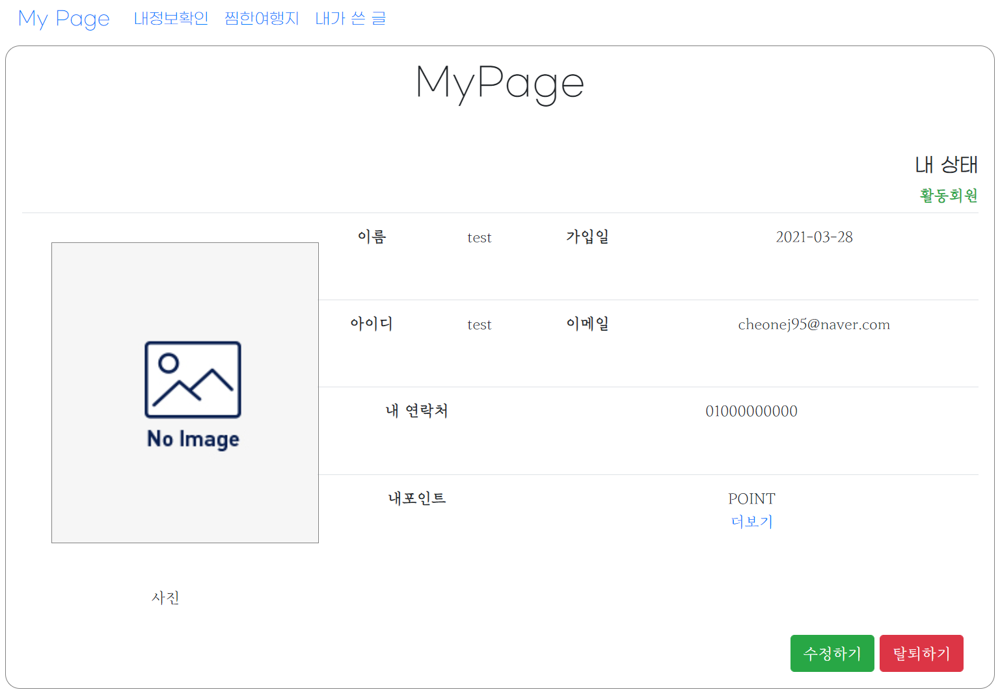 My Page 내정보확인 찜한여행지 내가 쓴 글
MyPage
내 상태
활동회원
이름 test 가입일 2021-03-28
아이디 test 이메일 cheonej95@naver.com
No Image
내 연락처 01000000000
내포인트 POINT
더보기
사진
수정하기 탈퇴하기